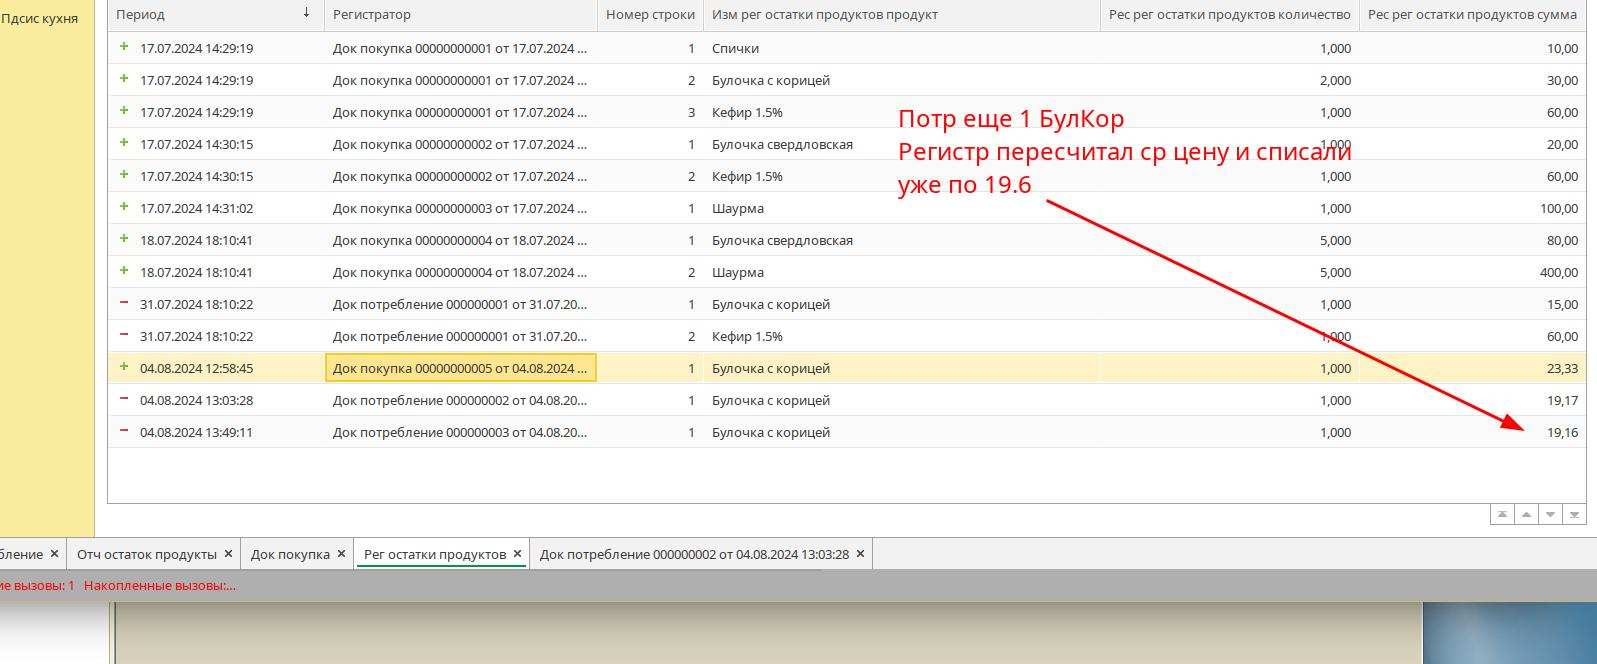 Пдсис кухня
Период ↓ Регистратор Номер строки Изм рег остатки продуктов продукт Рес рег остатки продуктов количество Рес рег остатки продуктов сумма
+ 17.07.2024 14:29:19 Док покупка 00000000001 от 17.07.2024 ... 1 Спички 1,000 10,00
+ 17.07.2024 14:29:19 Док покупка 00000000001 от 17.07.2024 ... 2 Булочка с корицей 2,000 30,00
+ 17.07.2024 14:29:19 Док покупка 00000000001 от 17.07.2024 ... 3 Кефир 1.5% 1,000 60,00
+ 17.07.2024 14:30:15 Док покупка 00000000002 от 17.07.2024 ... 1 Булочка свердловская 1,000 20,00
+ 17.07.2024 14:30:15 Док покупка 00000000002 от 17.07.2024 ... 2 Кефир 1.5% 1,000 60,00
+ 17.07.2024 14:31:02 Док покупка 00000000003 от 17.07.2024 ... 1 Шаурма 1,000 100,00
+ 18.07.2024 18:10:41 Док покупка 00000000004 от 18.07.2024 ... 1 Булочка свердловская 5,000 80,00
+ 18.07.2024 18:10:41 Док покупка 00000000004 от 18.07.2024 ... 2 Шаурма 5,000 400,00
− 31.07.2024 18:10:22 Док потребление 000000001 от 31.07.20... 1 Булочка с корицей 1,000 15,00
− 31.07.2024 18:10:22 Док потребление 000000001 от 31.07.20... 2 Кефир 1.5% 1,000 60,00
+ 04.08.2024 12:58:45 Док покупка 00000000005 от 04.08.2024 ... 1 Булочка с корицей 1,000 23,33
− 04.08.2024 13:03:28 Док потребление 000000002 от 04.08.20... 1 Булочка с корицей 1,000 19,17
− 04.08.2024 13:49:11 Док потребление 000000003 от 04.08.20... 1 Булочка с корицей 1,000 19,16
Потр еще 1 БулКор
Регистр пересчитал ср цену и списали
уже по 19.6
бление × Отч остаток продукты × Док покупка × Рег остатки продуктов × Док потребление 000000002 от 04.08.2024 13:03:28 ×
ие вызовы: 1 Накопленные вызовы:...